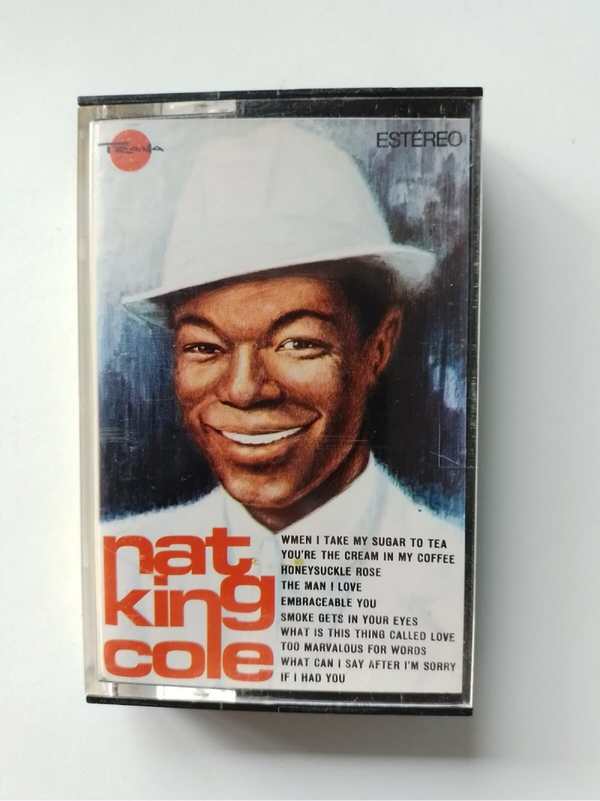 TRAVA
ESTÉREO
nat
king
cole
WMEN I TAKE MY SUGAR TO TEA
YOU'RE THE CREAM IN MY COFFEE
HONEYSUCKLE ROSE
THE MAN I LOVE
EMBRACEABLE YOU
SMOKE GETS IN YOUR EYES
WHAT IS THIS THING CALLED LOVE
TOO MARVALOUS FOR WORDS
WHAT CAN I SAY AFTER I'M SORRY
IF I HAD YOU